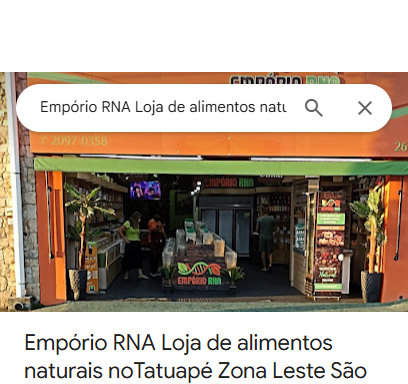 EMPÓRIO RNA
Empório RNA Loja de alimentos natu
2097-0358
EMPÓRIO RNA
EMPÓRIO RNA
Empório RNA Loja de alimentos
naturais noTatuapé Zona Leste São